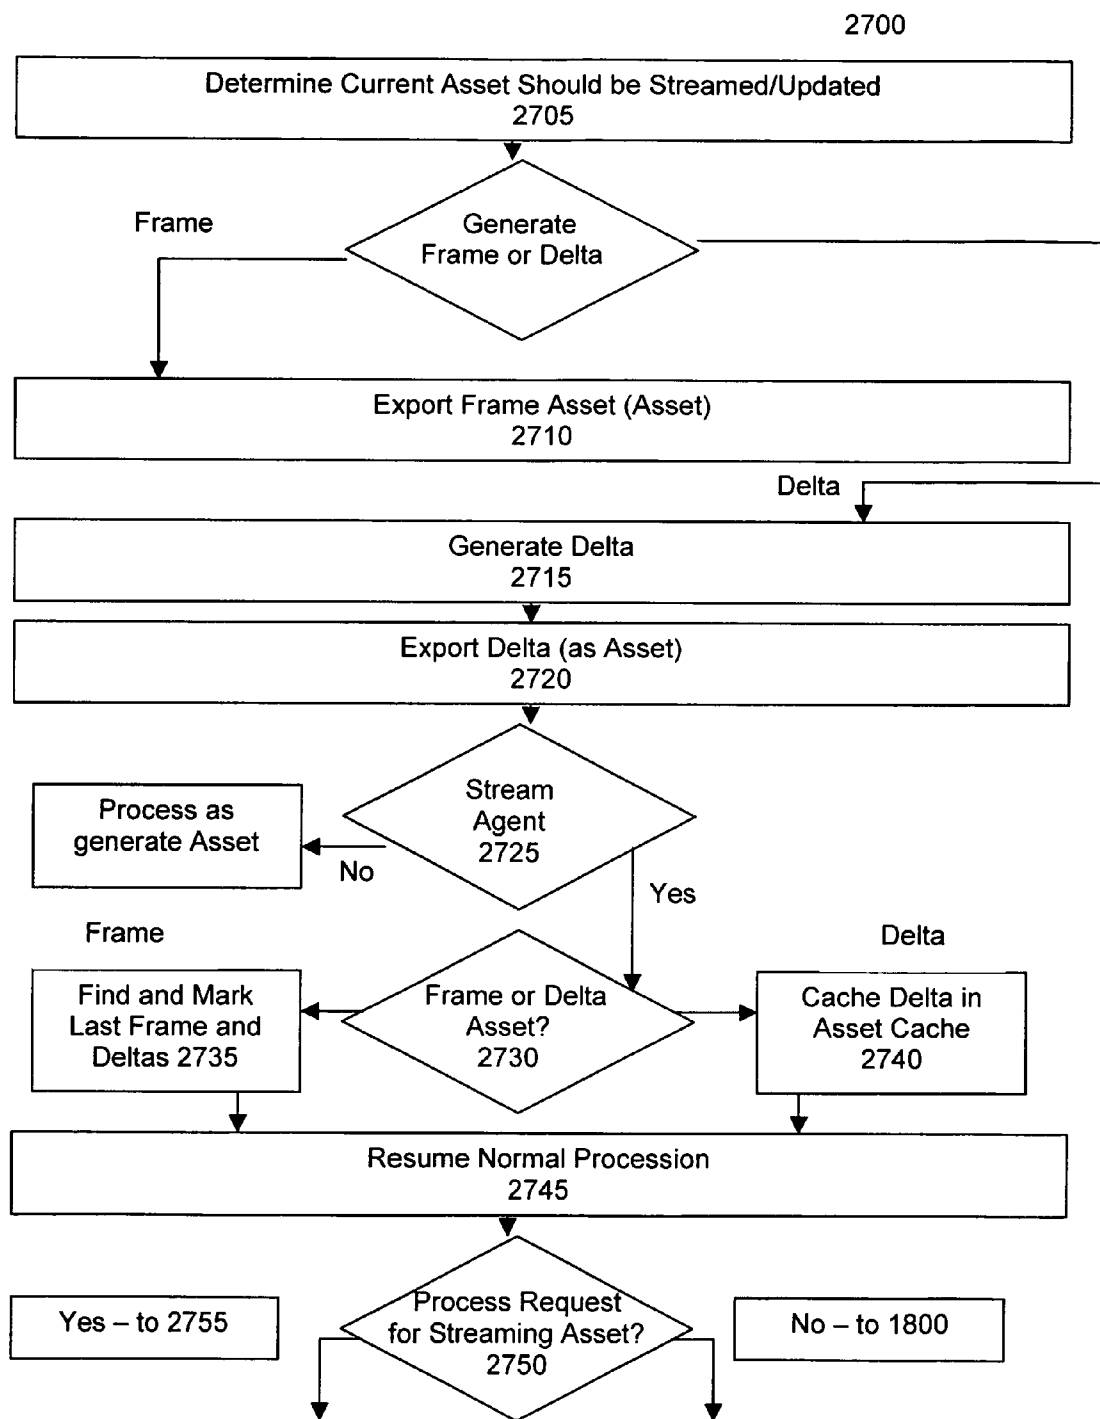 2700
Determine Current Asset Should be Streamed/Updated
2705
Frame
Generate
Frame or Delta
Export Frame Asset (Asset)
2710
Delta
Generate Delta
2715
Export Delta (as Asset)
2720
Stream
Agent
2725
Process as
generate Asset
No
Yes
Frame
Delta
Find and Mark
Last Frame and
Deltas 2735
Frame or Delta
Asset?
2730
Cache Delta in
Asset Cache
2740
Resume Normal Procession
2745
Yes – to 2755
Process Request
for Streaming Asset?
2750
No – to 1800